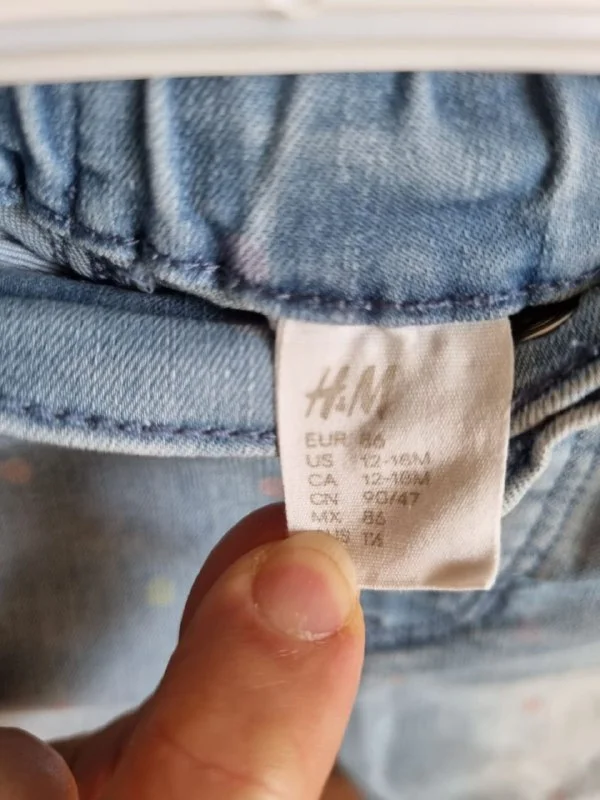 H&M
EUR 86
US 12-18M
CA 12-18M
CN 90/47
MX 86